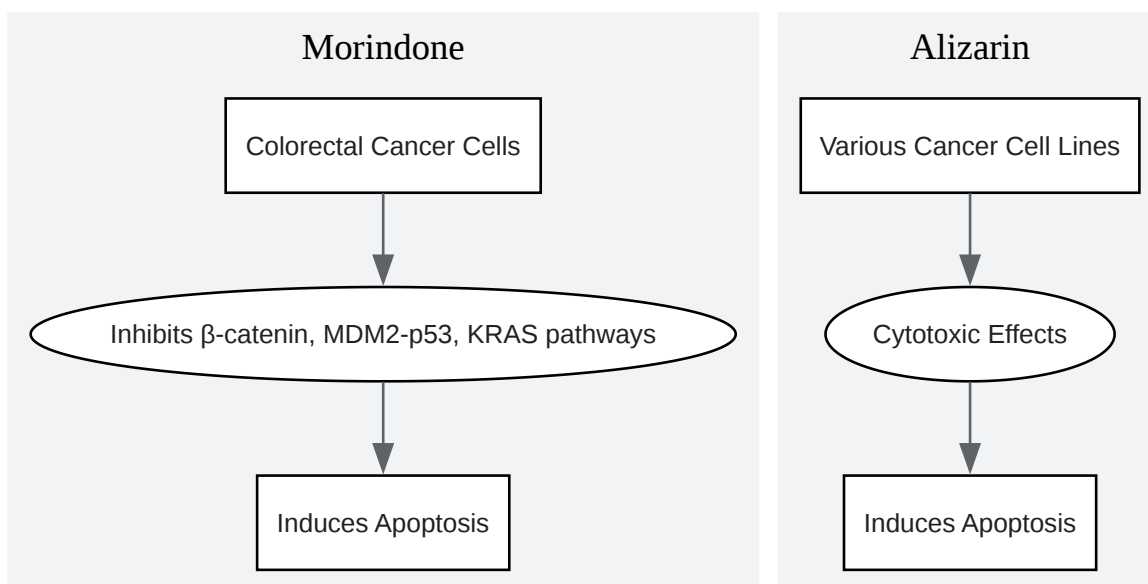 Morindone
Colorectal Cancer Cells
Inhibits β-catenin, MDM2-p53, KRAS pathways
Induces Apoptosis
Alizarin
Various Cancer Cell Lines
Cytotoxic Effects
Induces Apoptosis